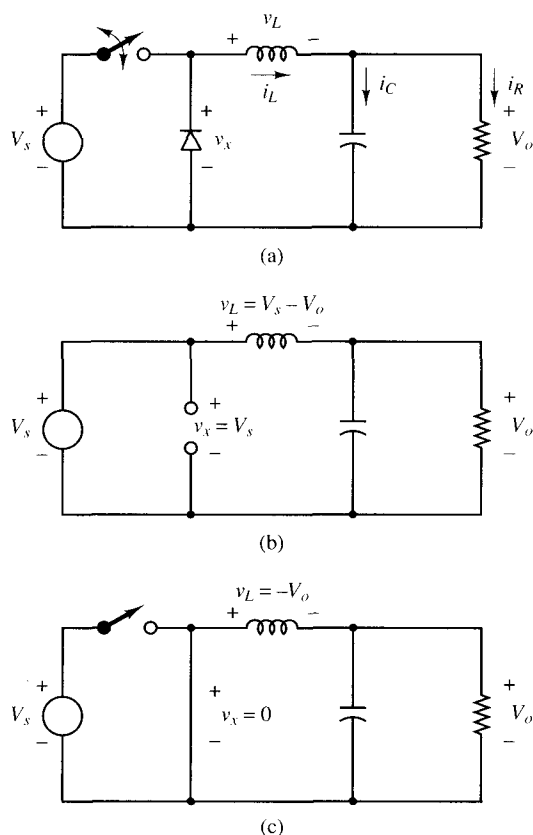 v_L
+ −
i_L
i_C
i_R
+
V_s
−
+
v_x
−
+
V_o
−
(a)
v_L = V_s − V_o
+ −
+
V_s
−
+
v_x = V_s
−
+
V_o
−
(b)
v_L = −V_o
+ −
+
V_s
−
+
v_x = 0
−
+
V_o
−
(c)